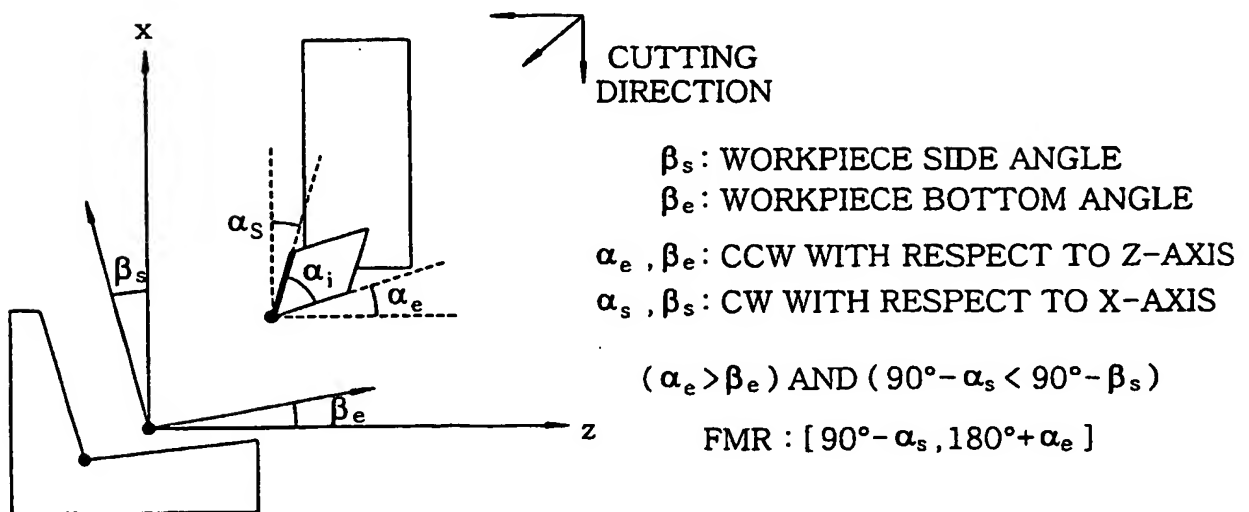 x
CUTTING
DIRECTION
βs: WORKPIECE SIDE ANGLE
βe: WORKPIECE BOTTOM ANGLE
αe , βe: CCW WITH RESPECT TO Z-AXIS
αs , βs: CW WITH RESPECT TO X-AXIS
(αe>βe) AND (90°-αs< 90°-βs)
FMR : [ 90°-αs , 180°+αe ]
αS
αi
αe
βs
βe
z